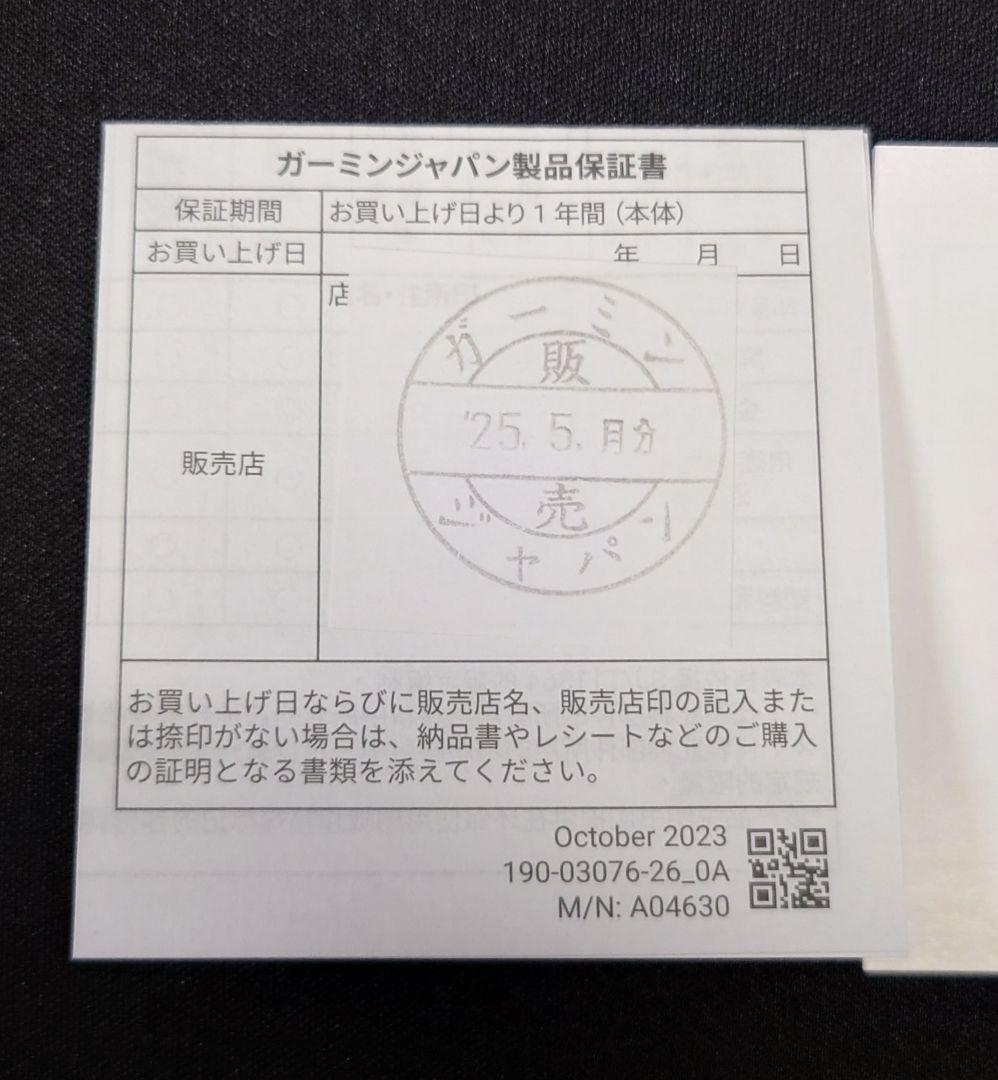 ガーミンジャパン製品保証書
保証期間 お買い上げ日より1年間（本体）
お買い上げ日 年 月 日
店
ガーミン
販
'25. 5. 月分
販売店
売
ジャパン
お買い上げ日ならびに販売店名、販売店印の記入また
は捺印がない場合は、納品書やレシートなどのご購入
の証明となる書類を添えてください。
October 2023
190-03076-26_0A
M/N: A04630